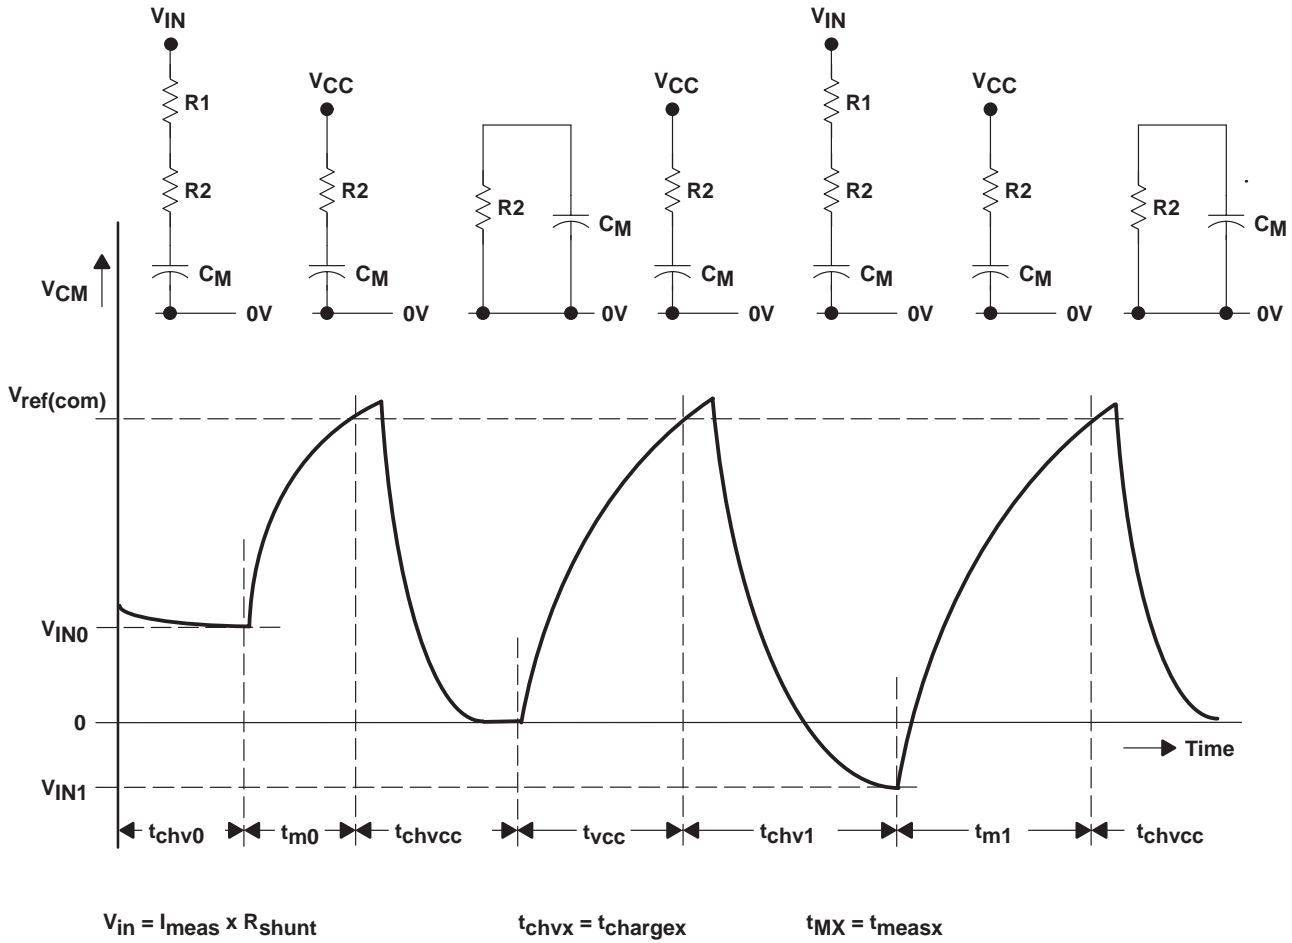 VIN VIN
VCC VCC VCC
R1 R1
R2 R2 R2 R2 R2 R2 R2
CM CM
VCM CM CM CM CM CM
0V 0V 0V 0V 0V 0V 0V
Vref(com)
VIN0
0
Time
VIN1
tchv0 tm0 tchvcc tvcc tchv1 tm1 tchvcc
Vin = Imeas x Rshunt tchvx = tchargex tMX = tmeasx